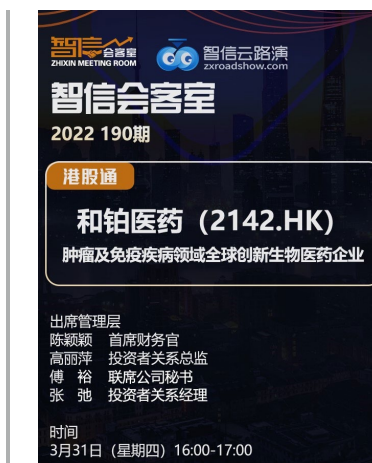 智信会客室
ZHIXIN MEETING ROOM
智信云路演
zxroadshow.com
智信会客室
2022 190期
港股通
和铂医药（2142.HK）
肿瘤及免疫疾病领域全球创新生物医药企业
出席管理层
陈颖颖 首席财务官
高丽萍 投资者关系总监
傅 裕 联席公司秘书
张 弛 投资者关系经理
时间
3月31日（星期四）16:00-17:00